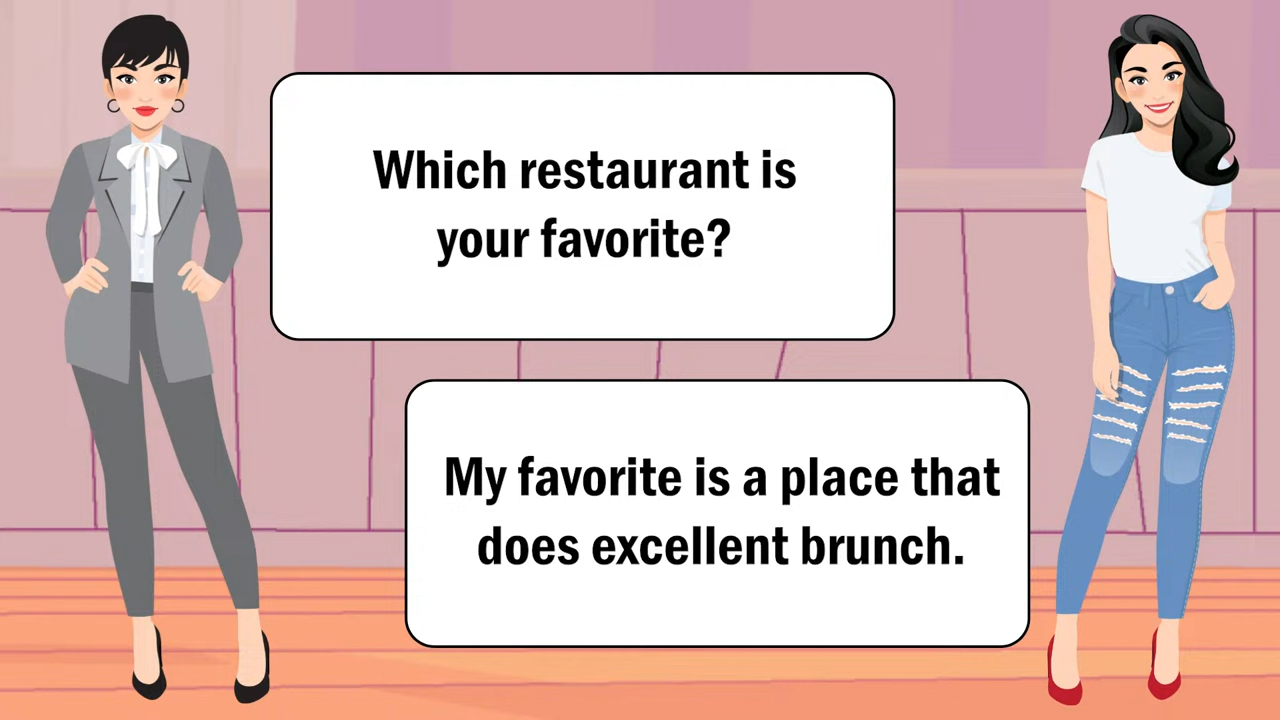 Which restaurant is
your favorite?
My favorite is a place that
does excellent brunch.